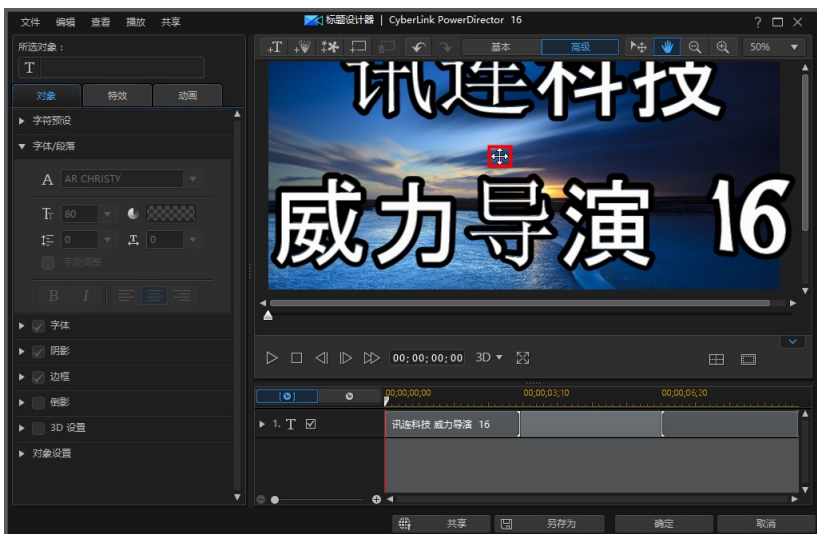 文件 编辑 查看 播放 共享
标题设计器 | CyberLink PowerDirector 16
所选对象：
T
+T
基本
高级
50%
对象 特效 动画
字符预设
字体/段落
A AR CHRISTY
80
0
0
字距调整
B I
字体
阴影
边框
倒影
3D 设置
对象设置
讯连科技
威力导演 16
00;00;00;00 3D
00;00;00;00 00;00;03;10 00;00;06;20
1. T 讯连科技 威力导演 16
共享 另存为 确定 取消